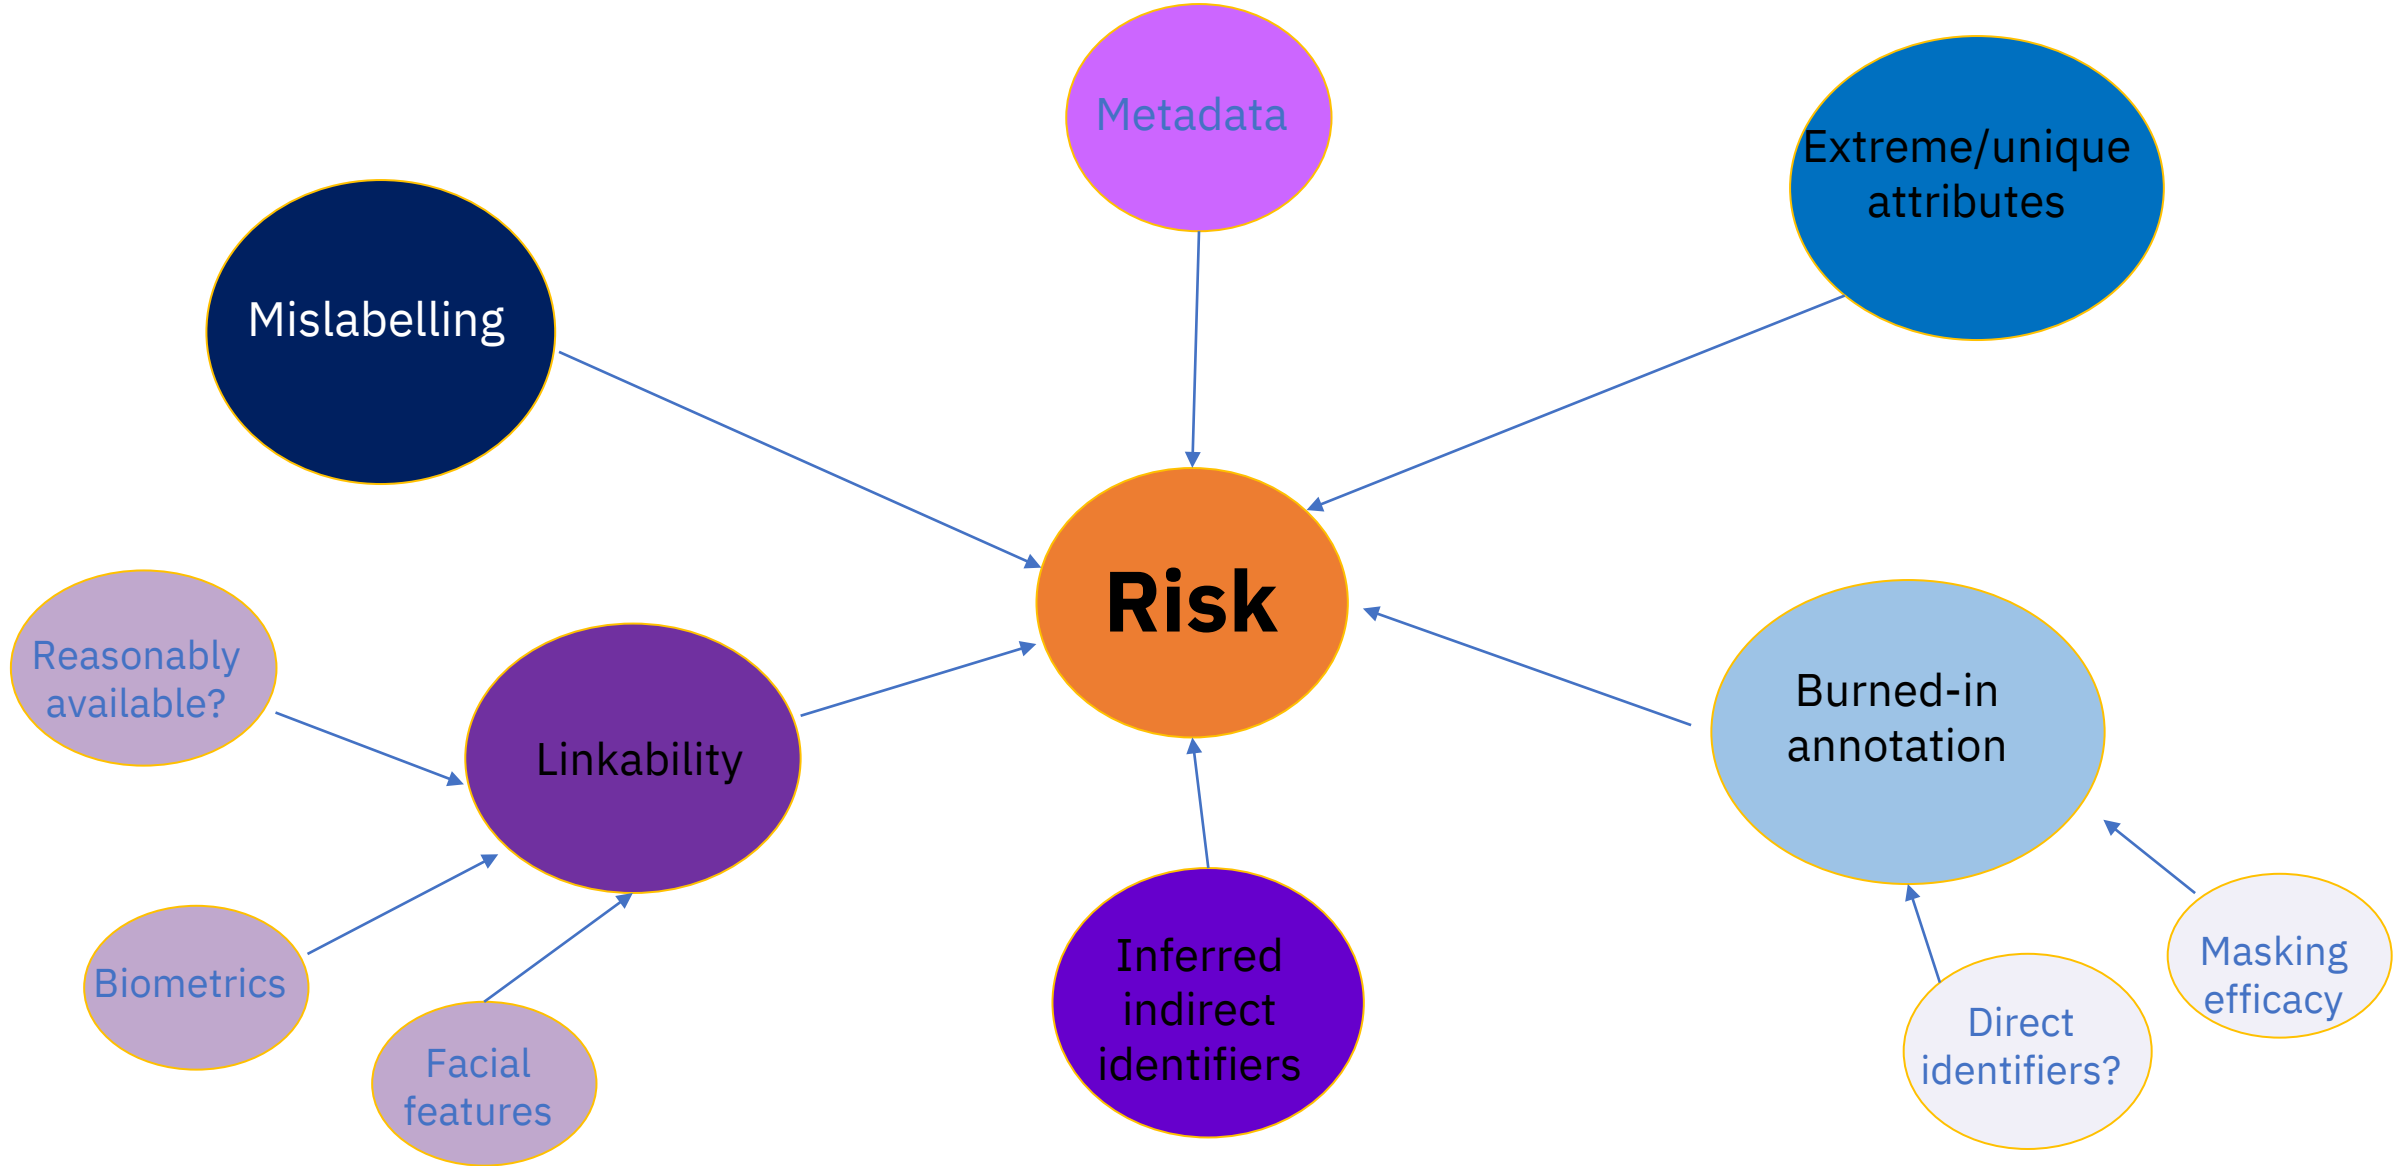 Metadata
Extreme/unique
attributes
Mislabelling
Risk
Reasonably
available?
Linkability
Burned-in
annotation
Biometrics
Facial
features
Inferred
indirect
identifiers
Direct
identifiers?
Masking
efficacy